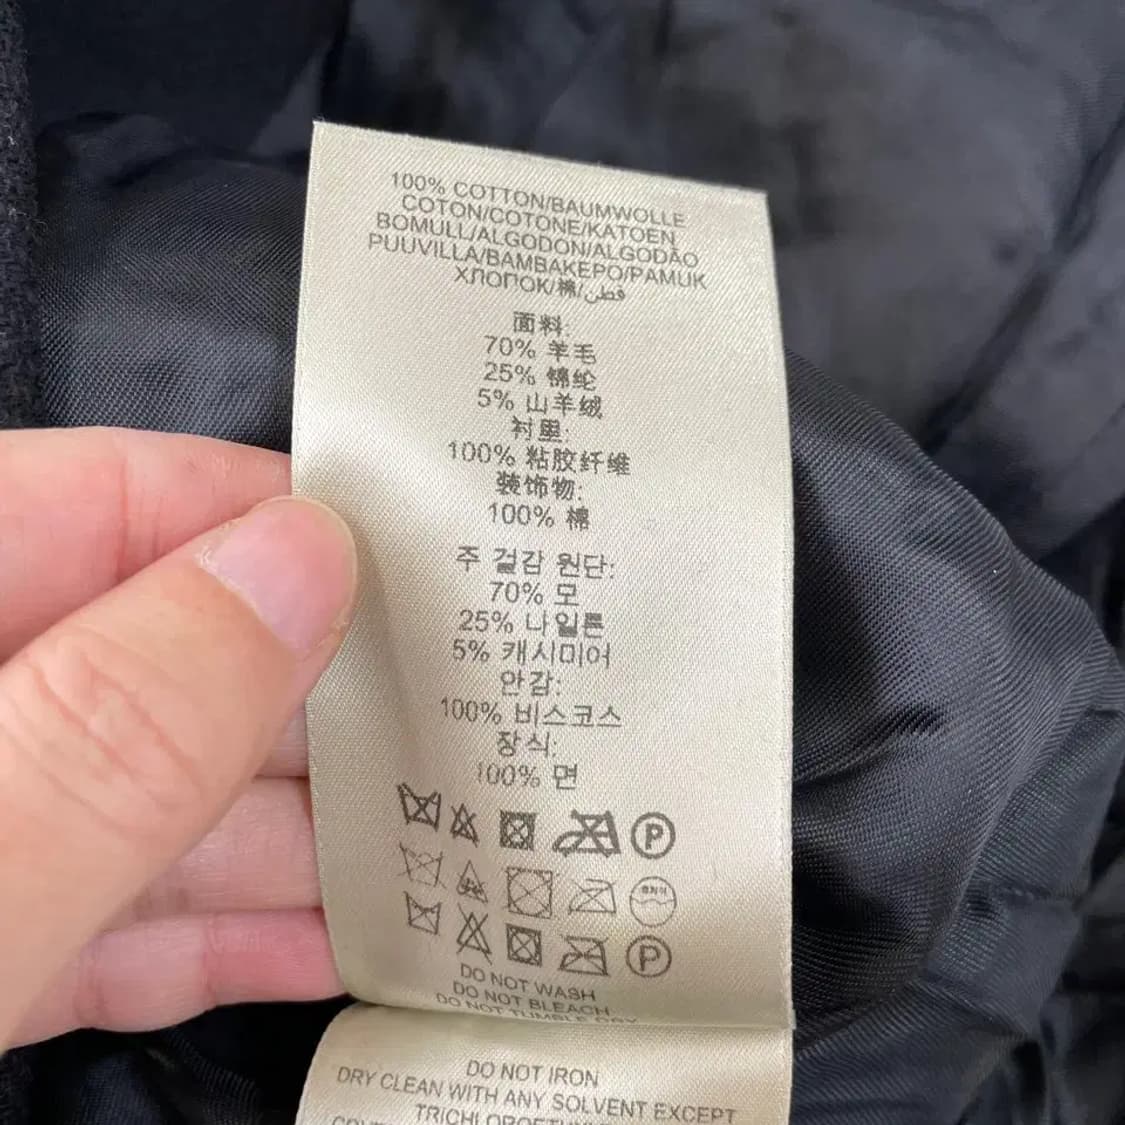 100% COTTON/BAUMWOLLE
COTON/COTONE/KATOEN
BOMULL/ALGODON/ALGODÃO
PUUVILLA/BAMBAKEPO/PAMUK
ХЛОПОК/棉/قطن
面料:
70% 羊毛
25% 锦纶
5% 山羊绒
衬里:
100% 粘胶纤维
装饰物:
100% 棉
주 겉감 원단:
70% 모
25% 나일론
5% 캐시미어
안감:
100% 비스코스
장식:
100% 면
P
P
DO NOT WASH
DO NOT BLEACH
DO NOT TUMBLE DRY
DO NOT IRON
DRY CLEAN WITH ANY SOLVENT EXCEPT